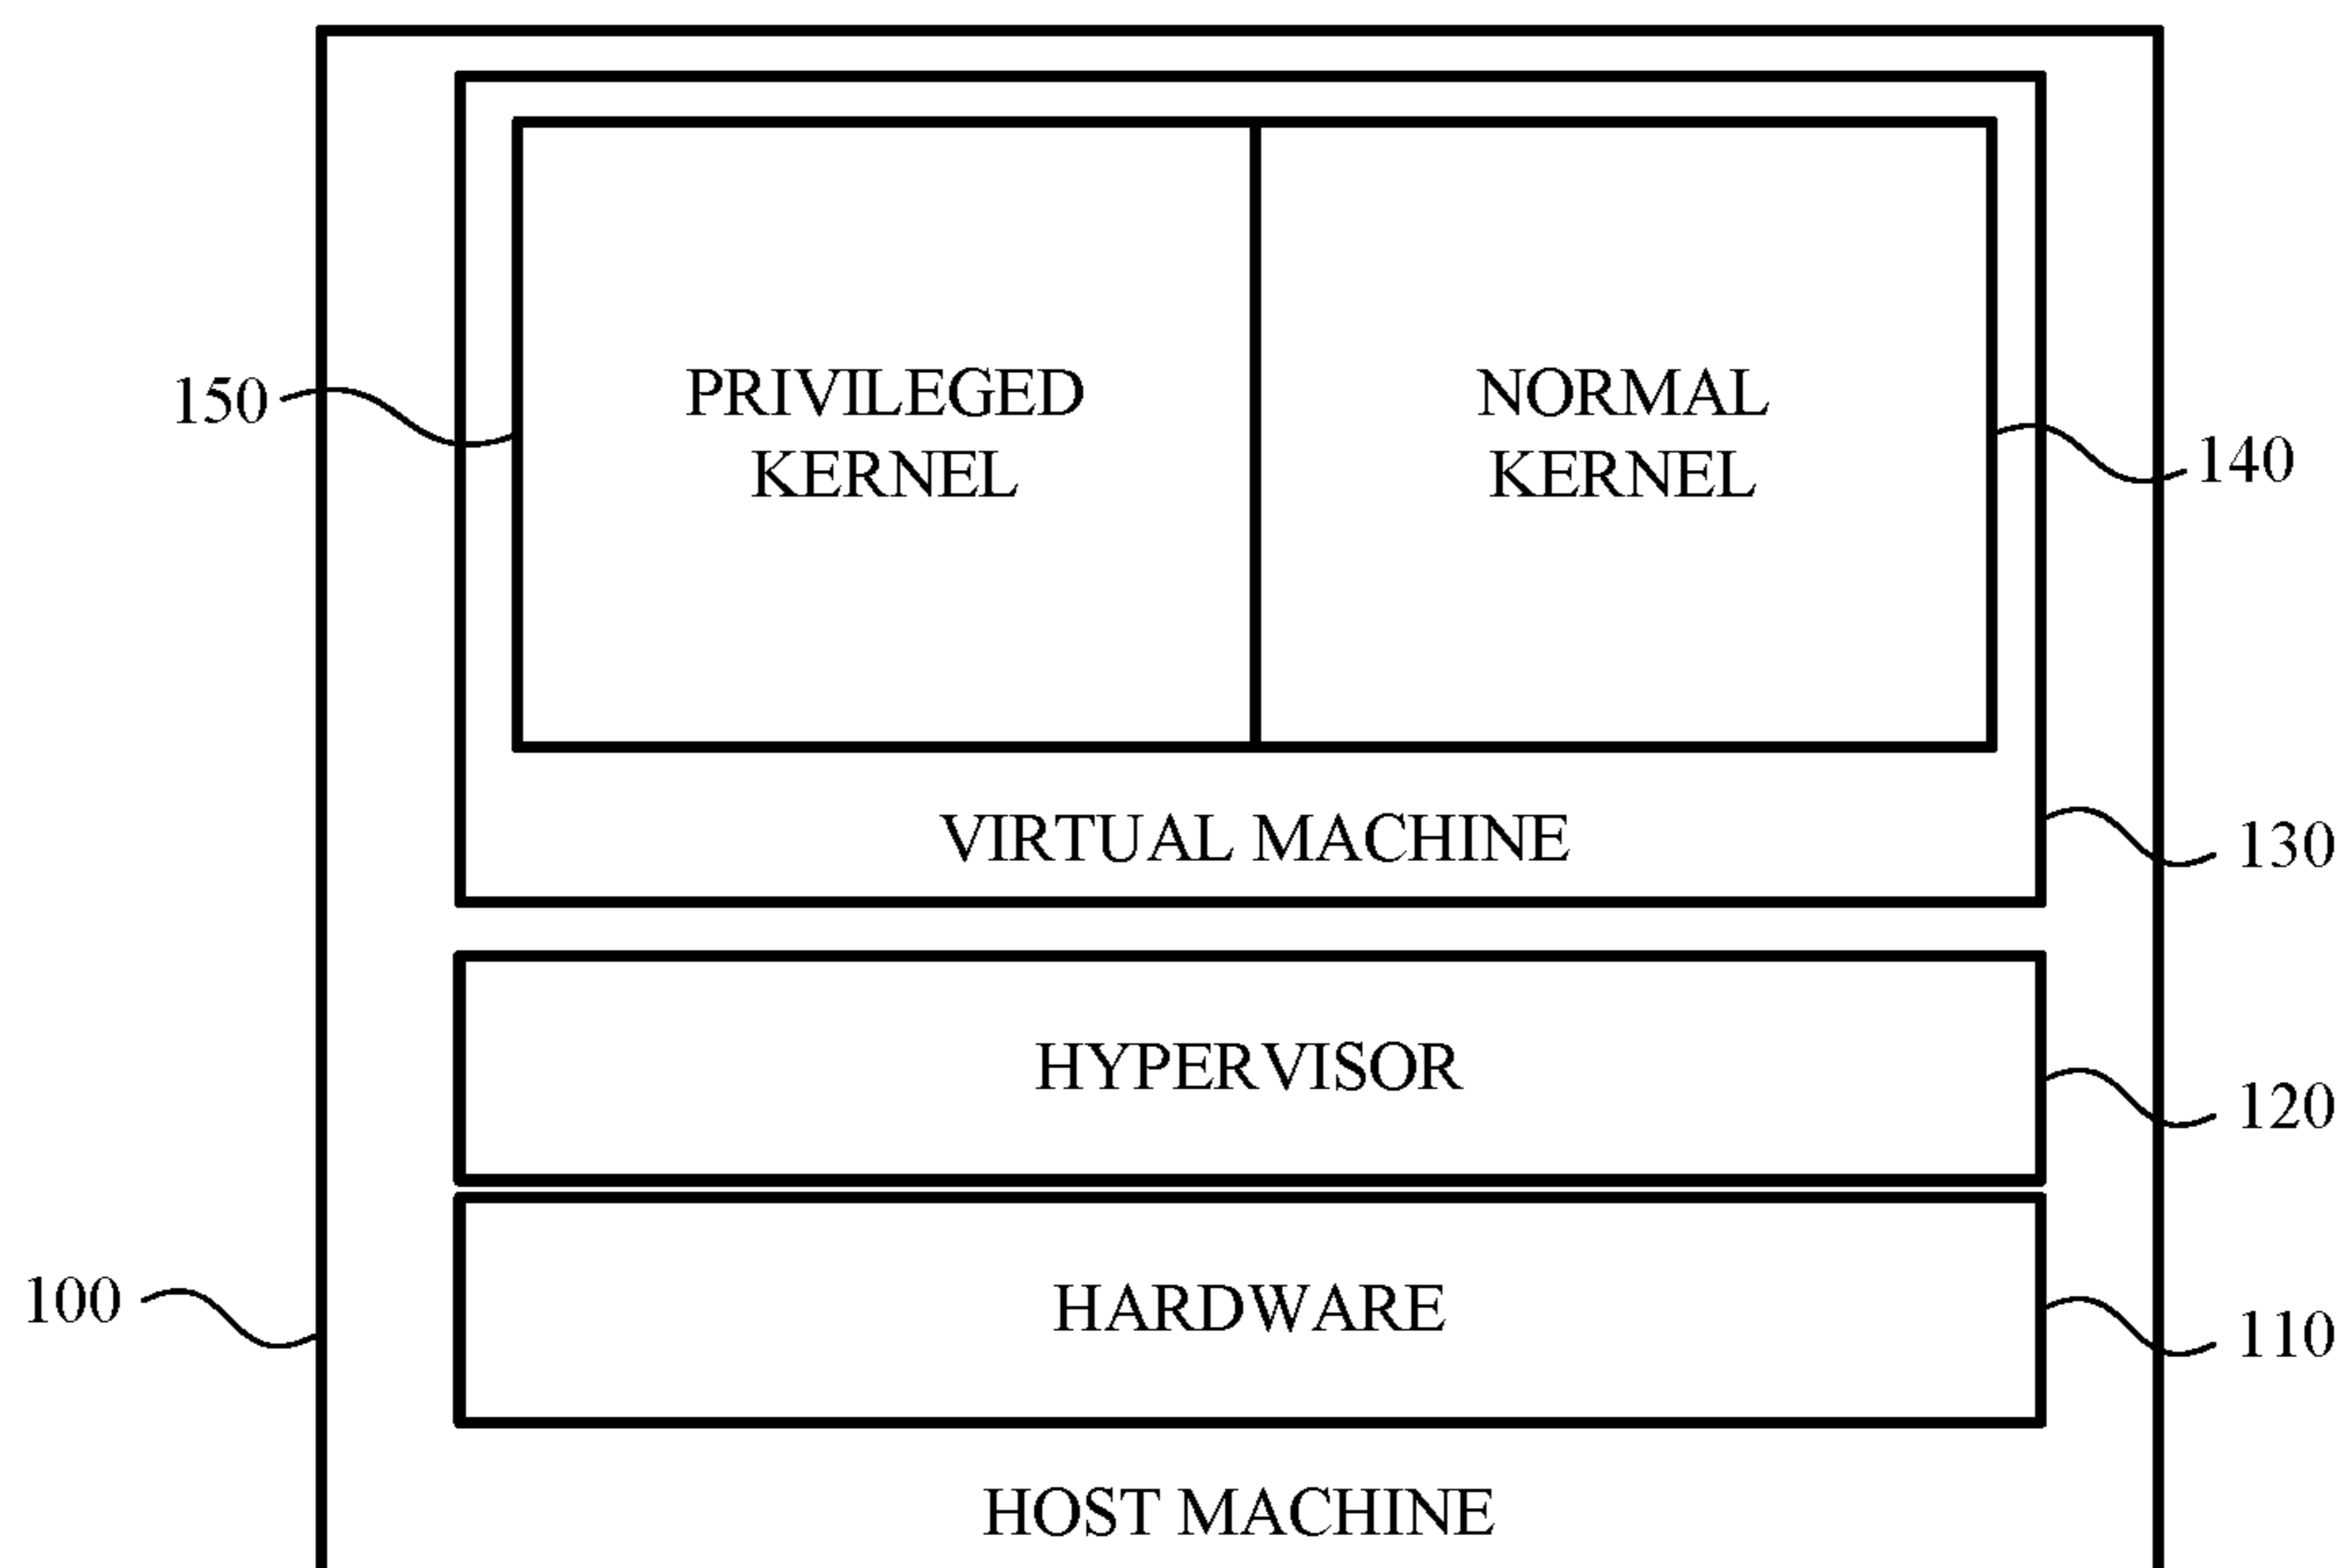 PRIVILEGED
KERNEL
NORMAL
KERNEL
150
140
VIRTUAL MACHINE
130
HYPERVISOR
120
100
HARDWARE
110
HOST MACHINE